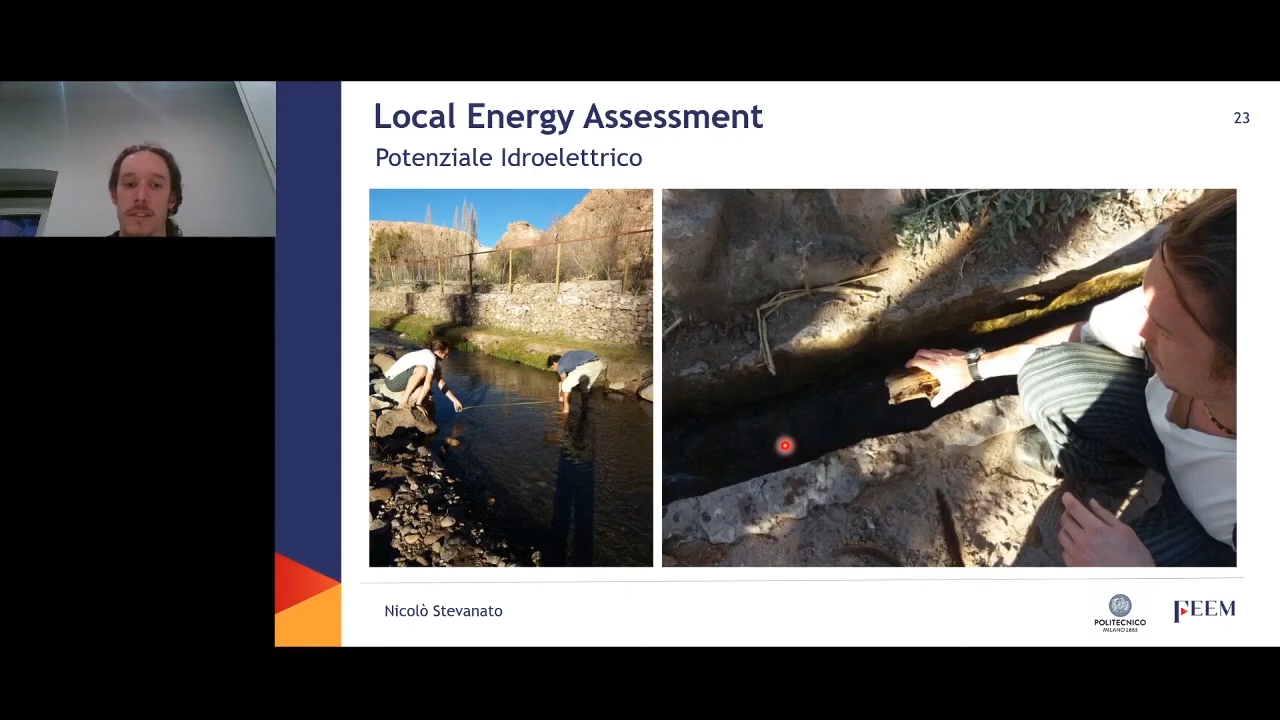 Local Energy Assessment
23
Potenziale Idroelettrico
Nicolò Stevanato
POLITECNICO
MILANO 1863
FEEM